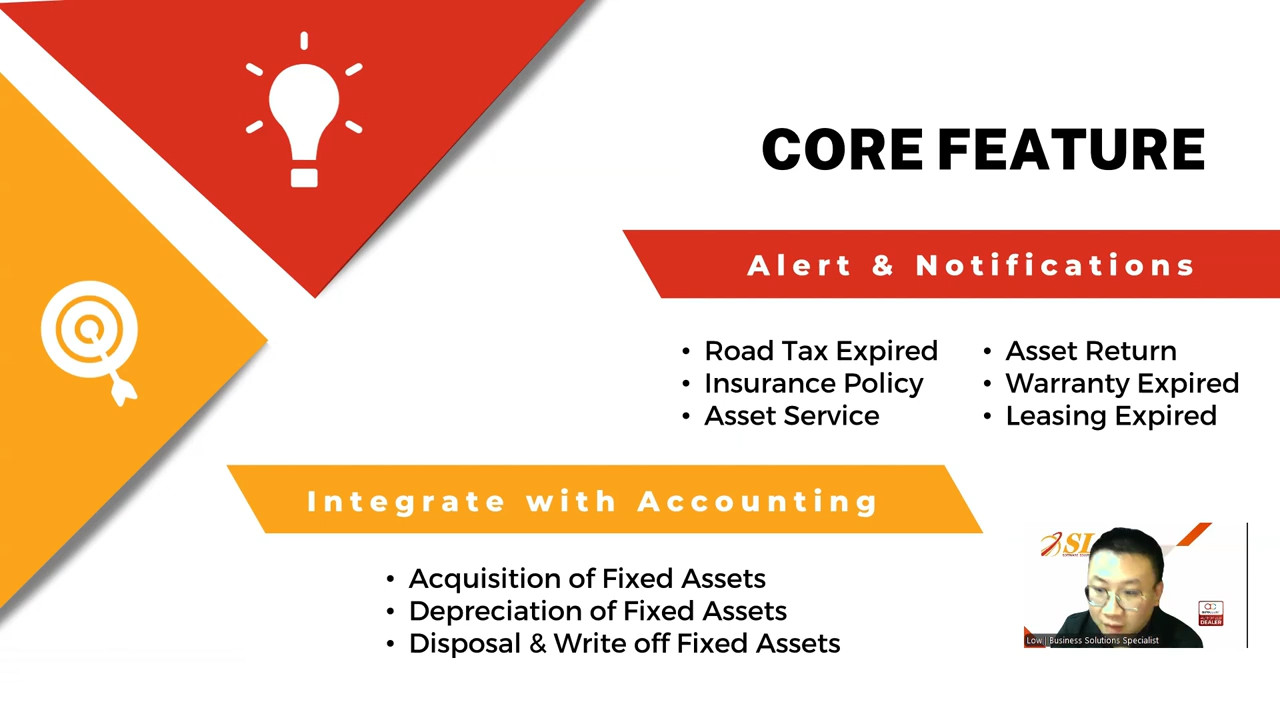 CORE FEATURE
Alert & Notifications
• Road Tax Expired
• Insurance Policy
• Asset Service
• Asset Return
• Warranty Expired
• Leasing Expired
Integrate with Accounting
• Acquisition of Fixed Assets
• Depreciation of Fixed Assets
• Disposal & Write off Fixed Assets
DEALER
Low | Business Solutions Specialist